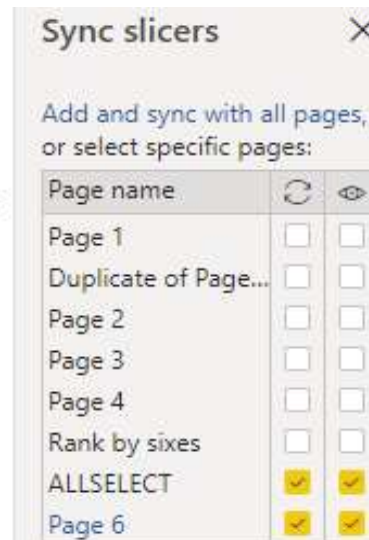 Sync slicers
Add and sync with all pages,
or select specific pages:
Page name
Page 1
Duplicate of Page...
Page 2
Page 3
Page 4
Rank by sixes
ALLSELECT
Page 6